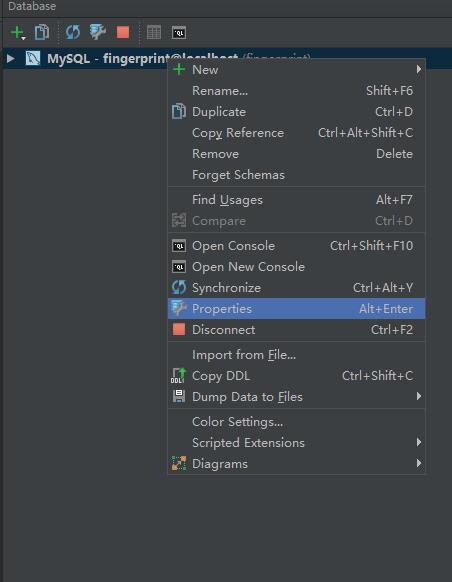 Database
MySQL - fingerprint@localhost (fingerprint)
New
Rename... Shift+F6
Duplicate Ctrl+D
Copy Reference Ctrl+Alt+Shift+C
Remove Delete
Forget Schemas
Find Usages Alt+F7
Compare Ctrl+D
Open Console Ctrl+Shift+F10
Open New Console
Synchronize Ctrl+Alt+Y
Properties Alt+Enter
Disconnect Ctrl+F2
Import from File...
Copy DDL Ctrl+Shift+C
Dump Data to Files
Color Settings...
Scripted Extensions
Diagrams